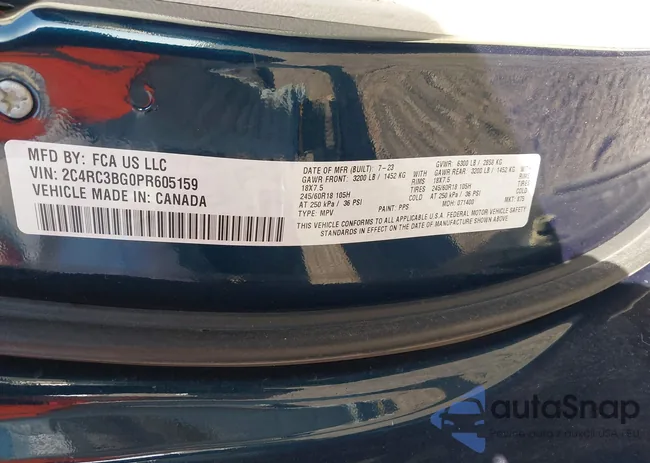 MFD BY: FCA US LLC
VIN: 2C4RC3BG0PR605159
VEHICLE MADE IN: CANADA
DATE OF MFR (BUILT): 7-23 GVWR: 6300 LB / 2858 KG
GAWR FRONT: 3200 LB / 1452 KG WITH GAWR REAR: 3200 LB / 1452 KG WITH
18X7.5 RIMS 18X7.5 RIMS
245/60R18 105H TIRES 245/60R18 105H TIRES
AT 250 kPa / 36 PSI COLD AT 250 kPa / 36 PSI COLD
TYPE: MPV PAINT: PPS MDH: 071400 MKT:
THIS VEHICLE CONFORMS TO ALL APPLICABLE U.S.A. FEDERAL MOTOR VEHICLE SAFETY
STANDARDS IN EFFECT ON THE DATE OF MANUFACTURE SHOWN ABOVE
autaSnap